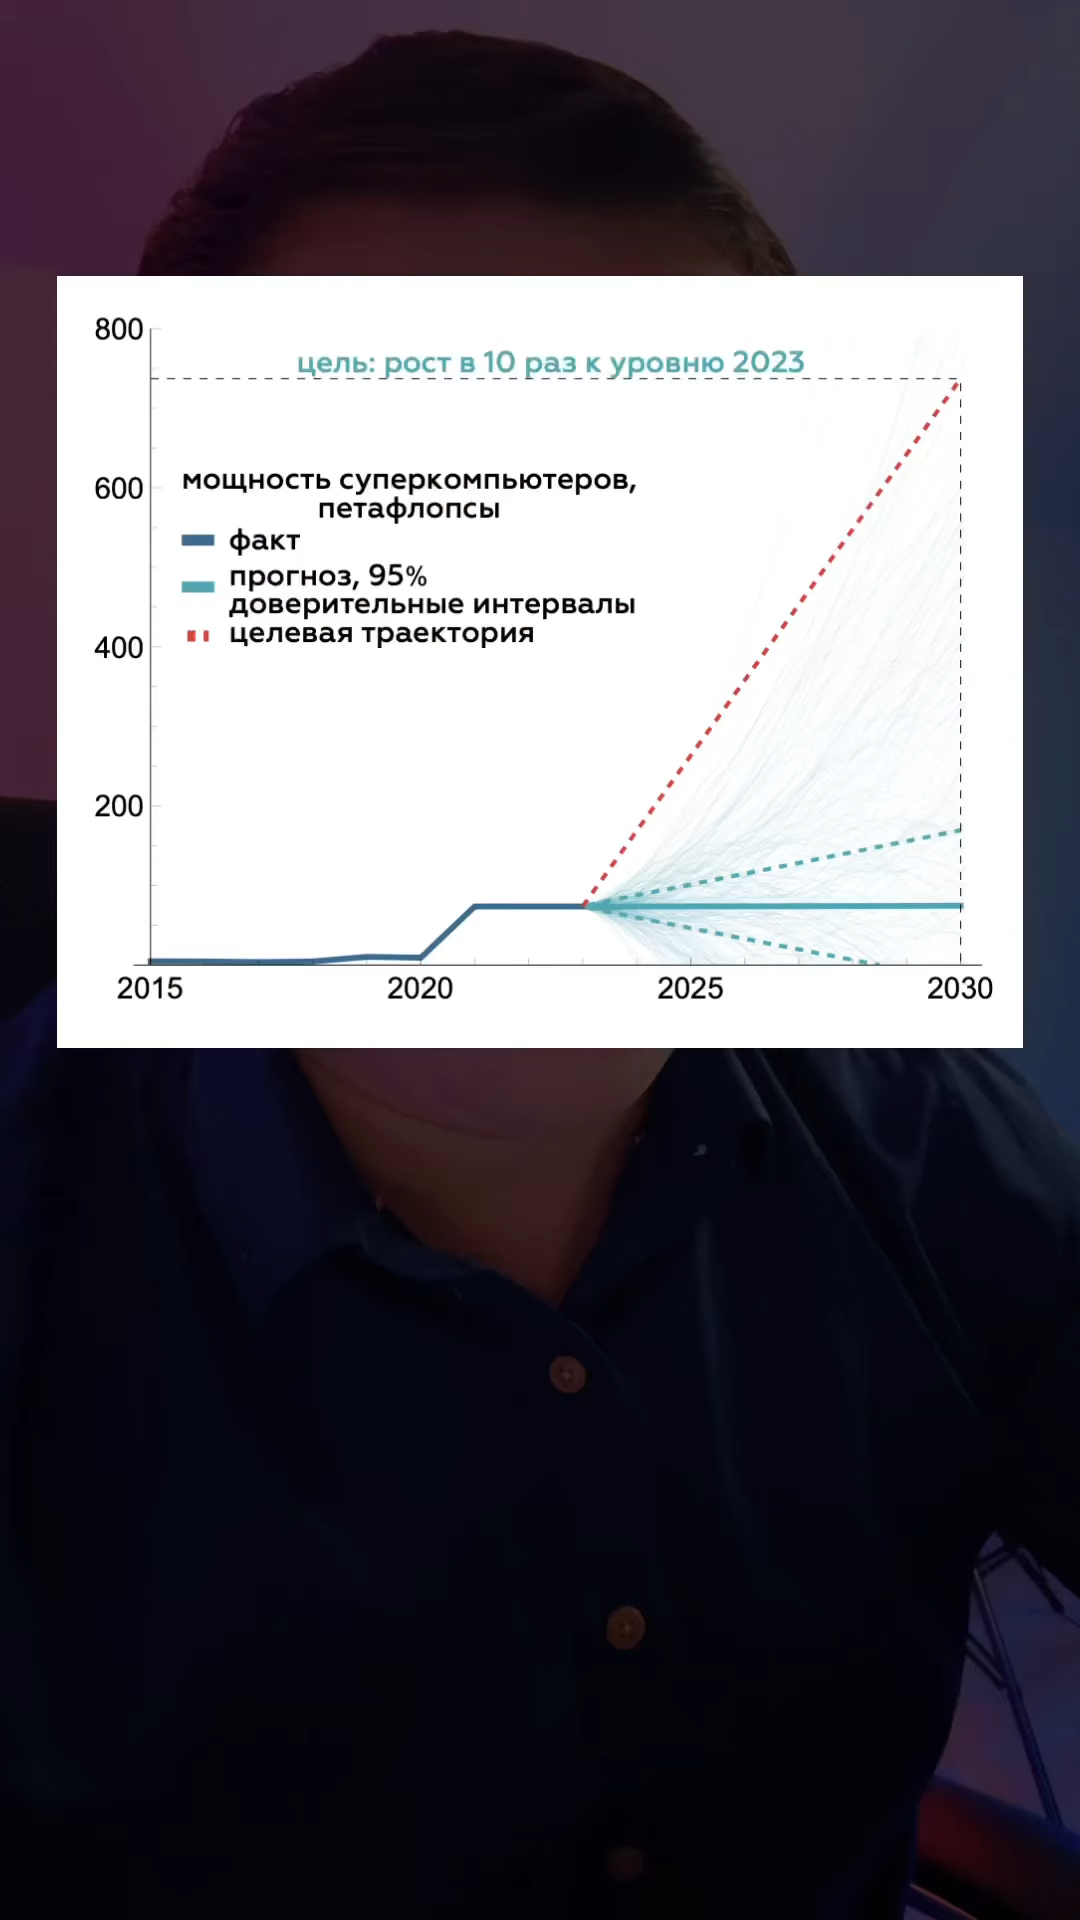 800
цель: рост в 10 раз к уровню 2023
мощность суперкомпьютеров,
петафлопсы
600
факт
прогноз, 95%
доверительные интервалы
целевая траектория
400
200
2015
2020
2025
2030